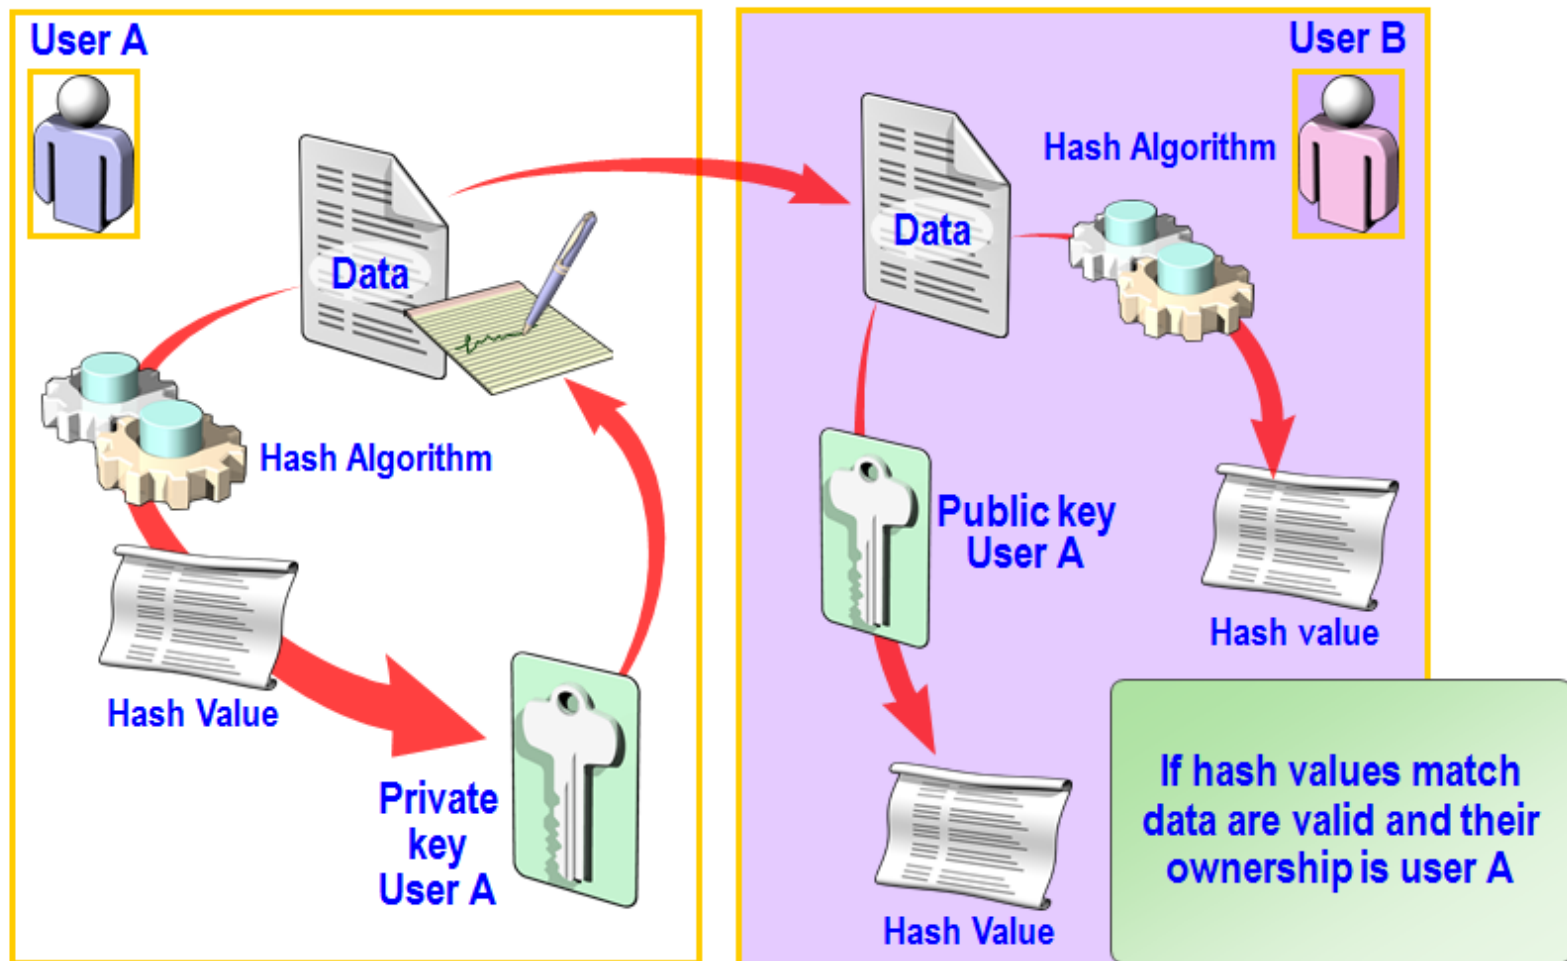 User A
Data
Hash Algorithm
Hash Value
Private
key
User A
User B
Data
Hash Algorithm
Public key
User A
Hash value
Hash Value
If hash values match
data are valid and their
ownership is user A